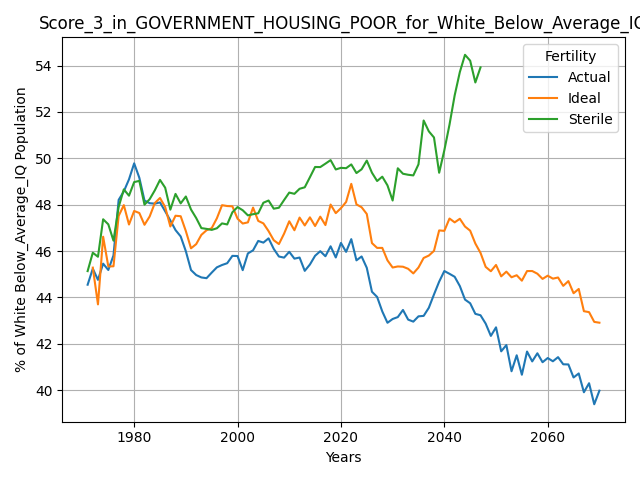 Score_3_in_GOVERNMENT_HOUSING_POOR_for_White_Below_Average_IQ
% of White Below_Average_IQ Population
54
52
50
48
46
44
42
40
1980
2000
2020
2040
2060
Years
Fertility
Actual
Ideal
Sterile